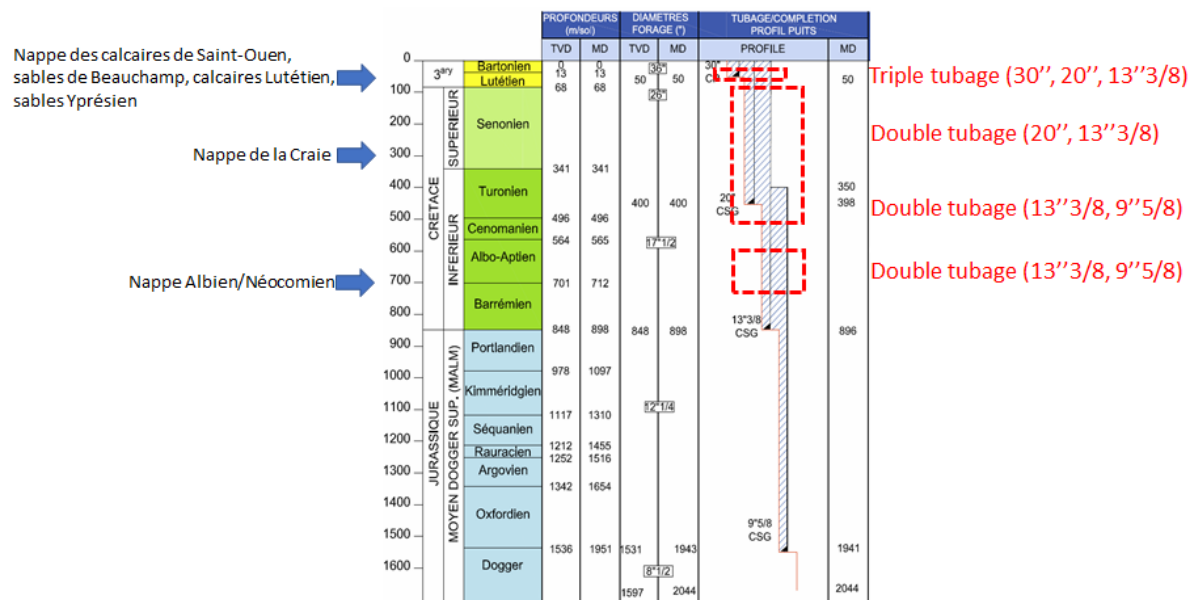 PROFONDEURS
(m/sol)
DIAMETRES
FORAGE (")
TUBAGE/COMPLETION
PROFIL PUITS
TVD MD TVD MD PROFILE MD
Nappe des calcaires de Saint-Ouen,
sables de Beauchamp, calcaires Lutétien,
sables Yprésien
Nappe de la Craie
Nappe Albien/Néocomien
0
100
200
300
400
500
600
700
800
900
1000
1100
1200
1300
1400
1500
1600
3ary
CRETACE
SUPERIEUR
INFERIEUR
JURASSIQUE
MOYEN DOGGER SUP. (MALM)
Bartonien
Lutétien
Senonien
Turonien
Cenomanien
Albo-Aptien
Barrémien
Portlandien
Kimméridgien
Séquanien
Rauracien
Argovien
Oxfordien
Dogger
0 0
13 13
68 68
341 341
496 496
564 565
701 712
848 898
978 1097
1117 1310
1212 1455
1252 1516
1342 1654
1536 1951
36"
50 50
26"
400 400
17"1/2
848 898
12"1/4
1531 1943
8"1/2
1597 2044
30"
20"
CSG
13"3/8
CSG
9"5/8
CSG
50
350
398
896
1941
2044
Triple tubage (30’’, 20’’, 13’’3/8)
Double tubage (20’’, 13’’3/8)
Double tubage (13’’3/8, 9’’5/8)
Double tubage (13’’3/8, 9’’5/8)